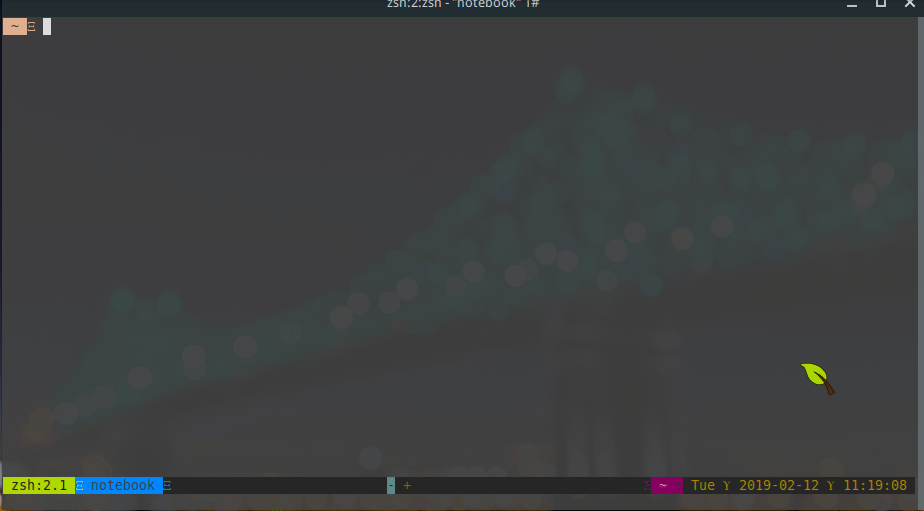 zsh:2:zsh - "notebook" 1#
~ Ξ
zsh:2.1 Ξ notebook Ξ - + ~ Tue ϒ 2019-02-12 ϒ 11:19:08